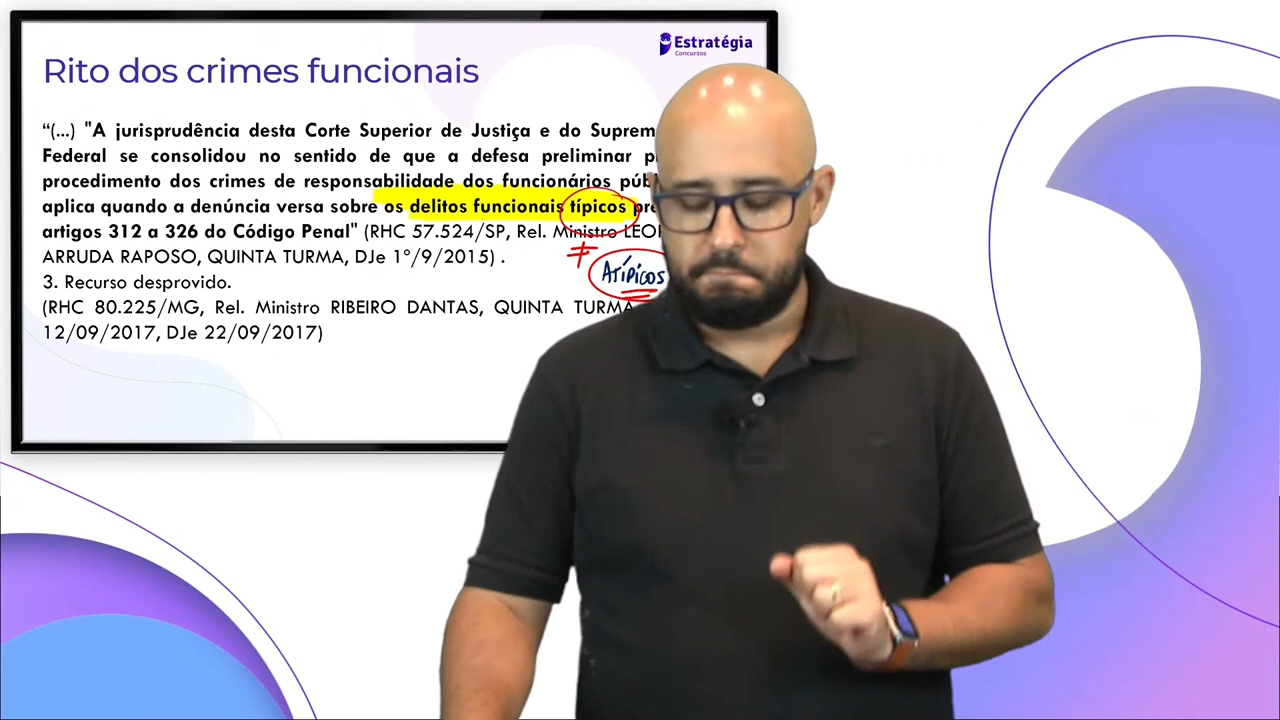 Estratégia
Concursos
Rito dos crimes funcionais
“(...) "A jurisprudência desta Corte Superior de Justiça e do
Federal se consolidou no sentido de que a defesa preliminar
procedimento dos crimes de responsabilidade dos funcionários
aplica quando a denúncia versa sobre os delitos funcionais típicos
artigos 312 a 326 do Código Penal" (RHC 57.524/SP, Rel. Ministro
≠
ARRUDA RAPOSO, QUINTA TURMA, DJe 1º/9/2015) .
ATÍPICOS
3. Recurso desprovido.
(RHC 80.225/MG, Rel. Ministro RIBEIRO DANTAS, QUINTA TURMA
12/09/2017, DJe 22/09/2017)